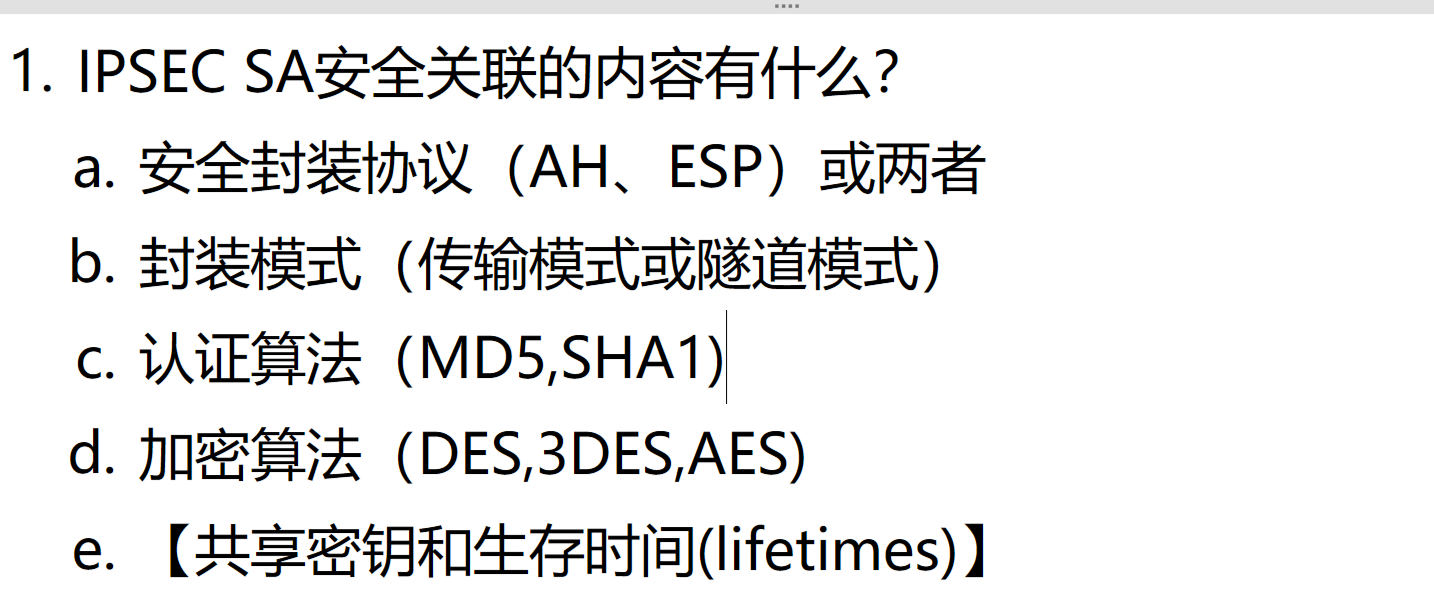 1. IPSEC SA安全关联的内容有什么？
a. 安全封装协议（AH、ESP）或两者
b. 封装模式（传输模式或隧道模式）
c. 认证算法（MD5,SHA1)
d. 加密算法（DES,3DES,AES)
e. 【共享密钥和生存时间(lifetimes)】